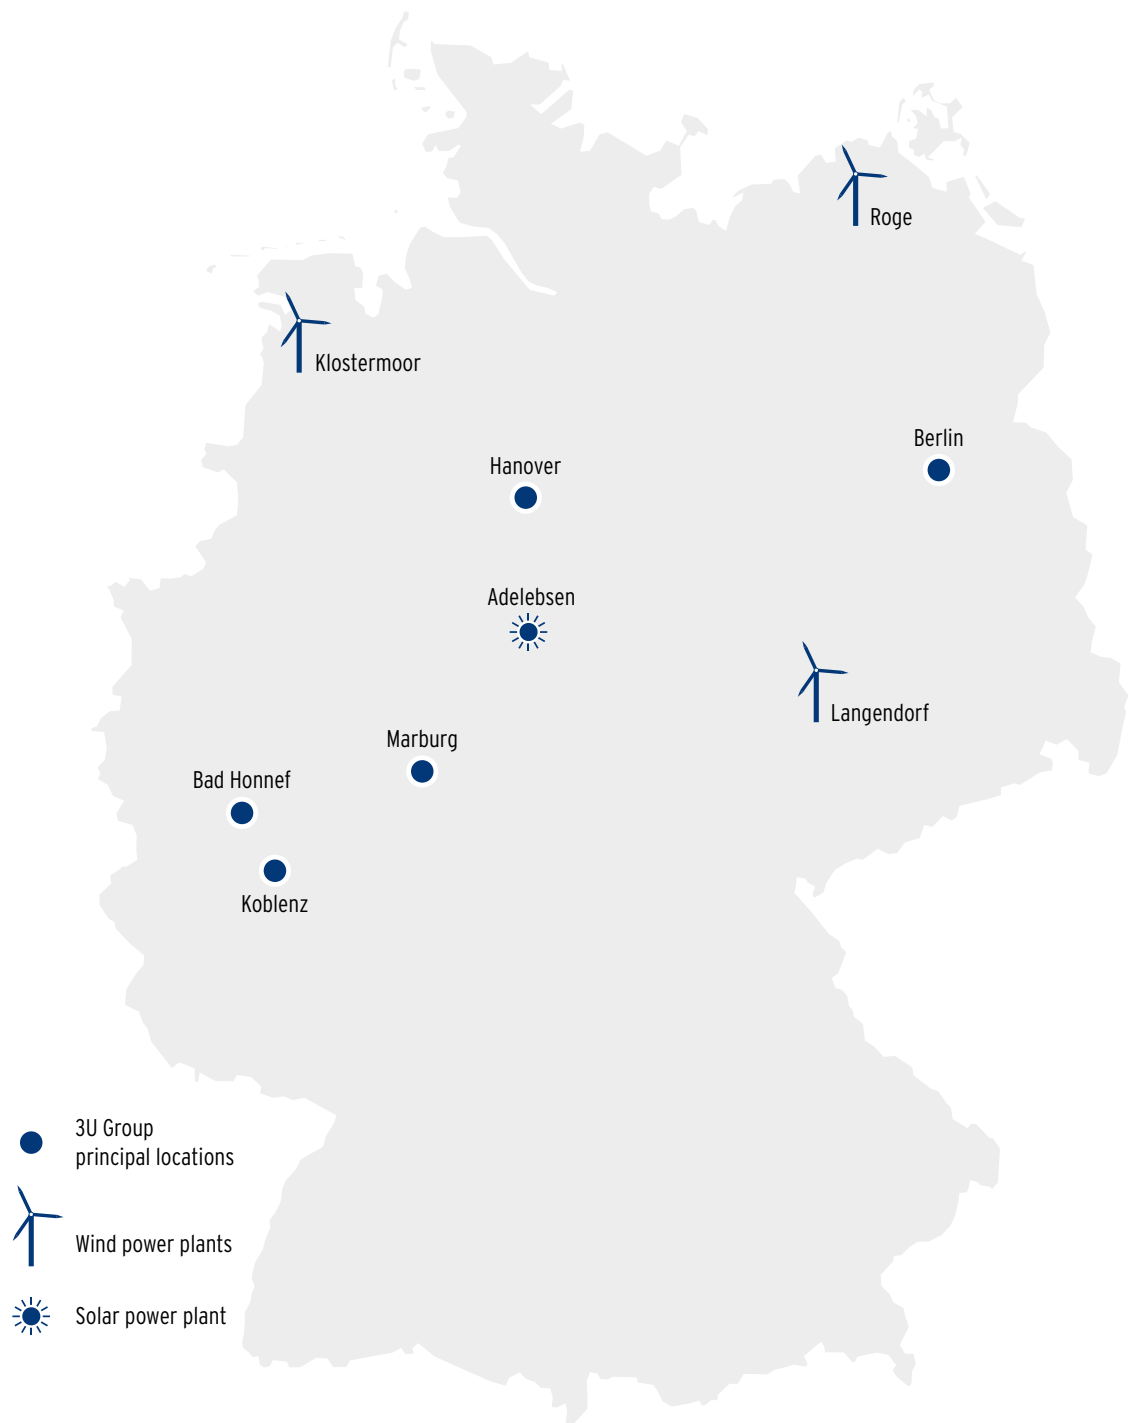 Roge
Klostermoor
Berlin
Hanover
Adelebsen
Langendorf
Marburg
Bad Honnef
Koblenz
3U Group
principal locations
Wind power plants
Solar power plant